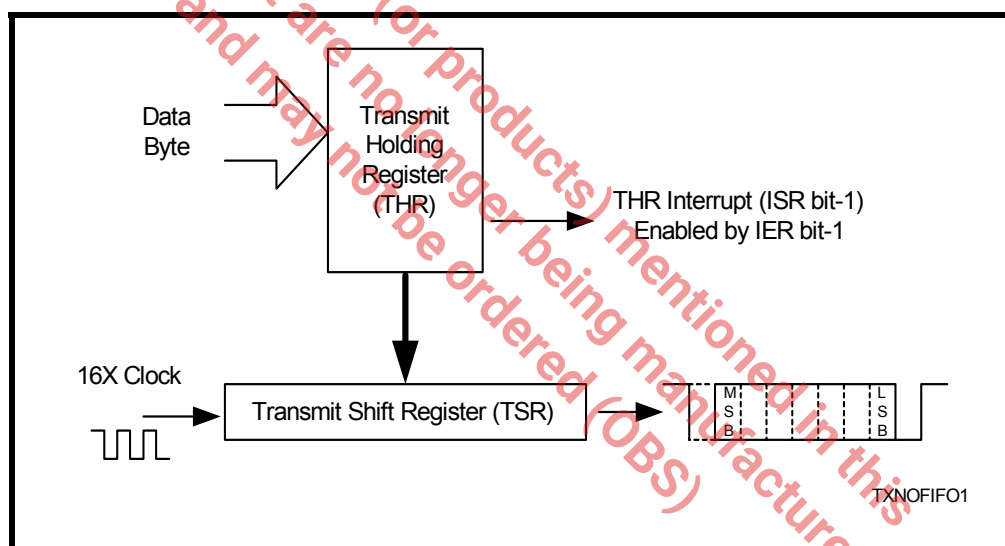 Data
Byte
Transmit
Holding
Register
(THR)
THR Interrupt (ISR bit-1)
Enabled by IER bit-1
16X Clock
Transmit Shift Register (TSR)
M
S
B
L
S
B
TXNOFIFO1
(or products) mentioned in this
are no longer being manufacture
and may not be ordered (OBS)